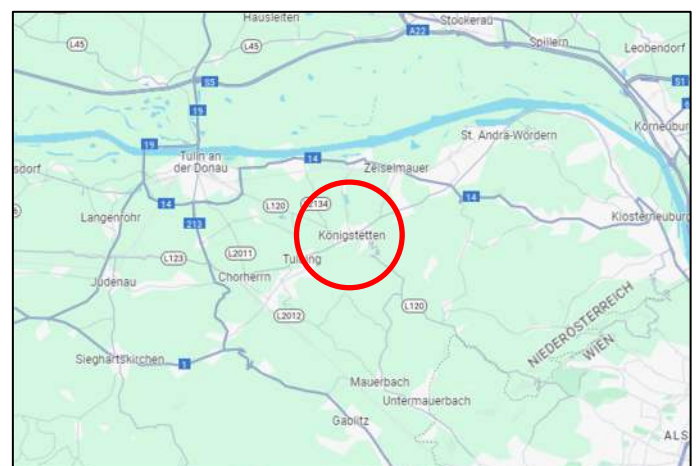 Hausleiten
Stockerau
L45
A22
L45
Spillern
Leobendorf
S5
S1
19
Korneubur
St. Andrä-Wördern
19
Tulln an
der Donau
14
Zeiselmauer
sdorf
14
L120
L2134
14
Langenrohr
213
Klosterneuburg
Königstetten
L123
L2011
Tulbing
Chorherrn
Judenau
L120
L2012
NIEDERÖSTERREICH
WIEN
Sieghartskirchen
1
Mauerbach
Untermauerbach
Gablitz
ALS